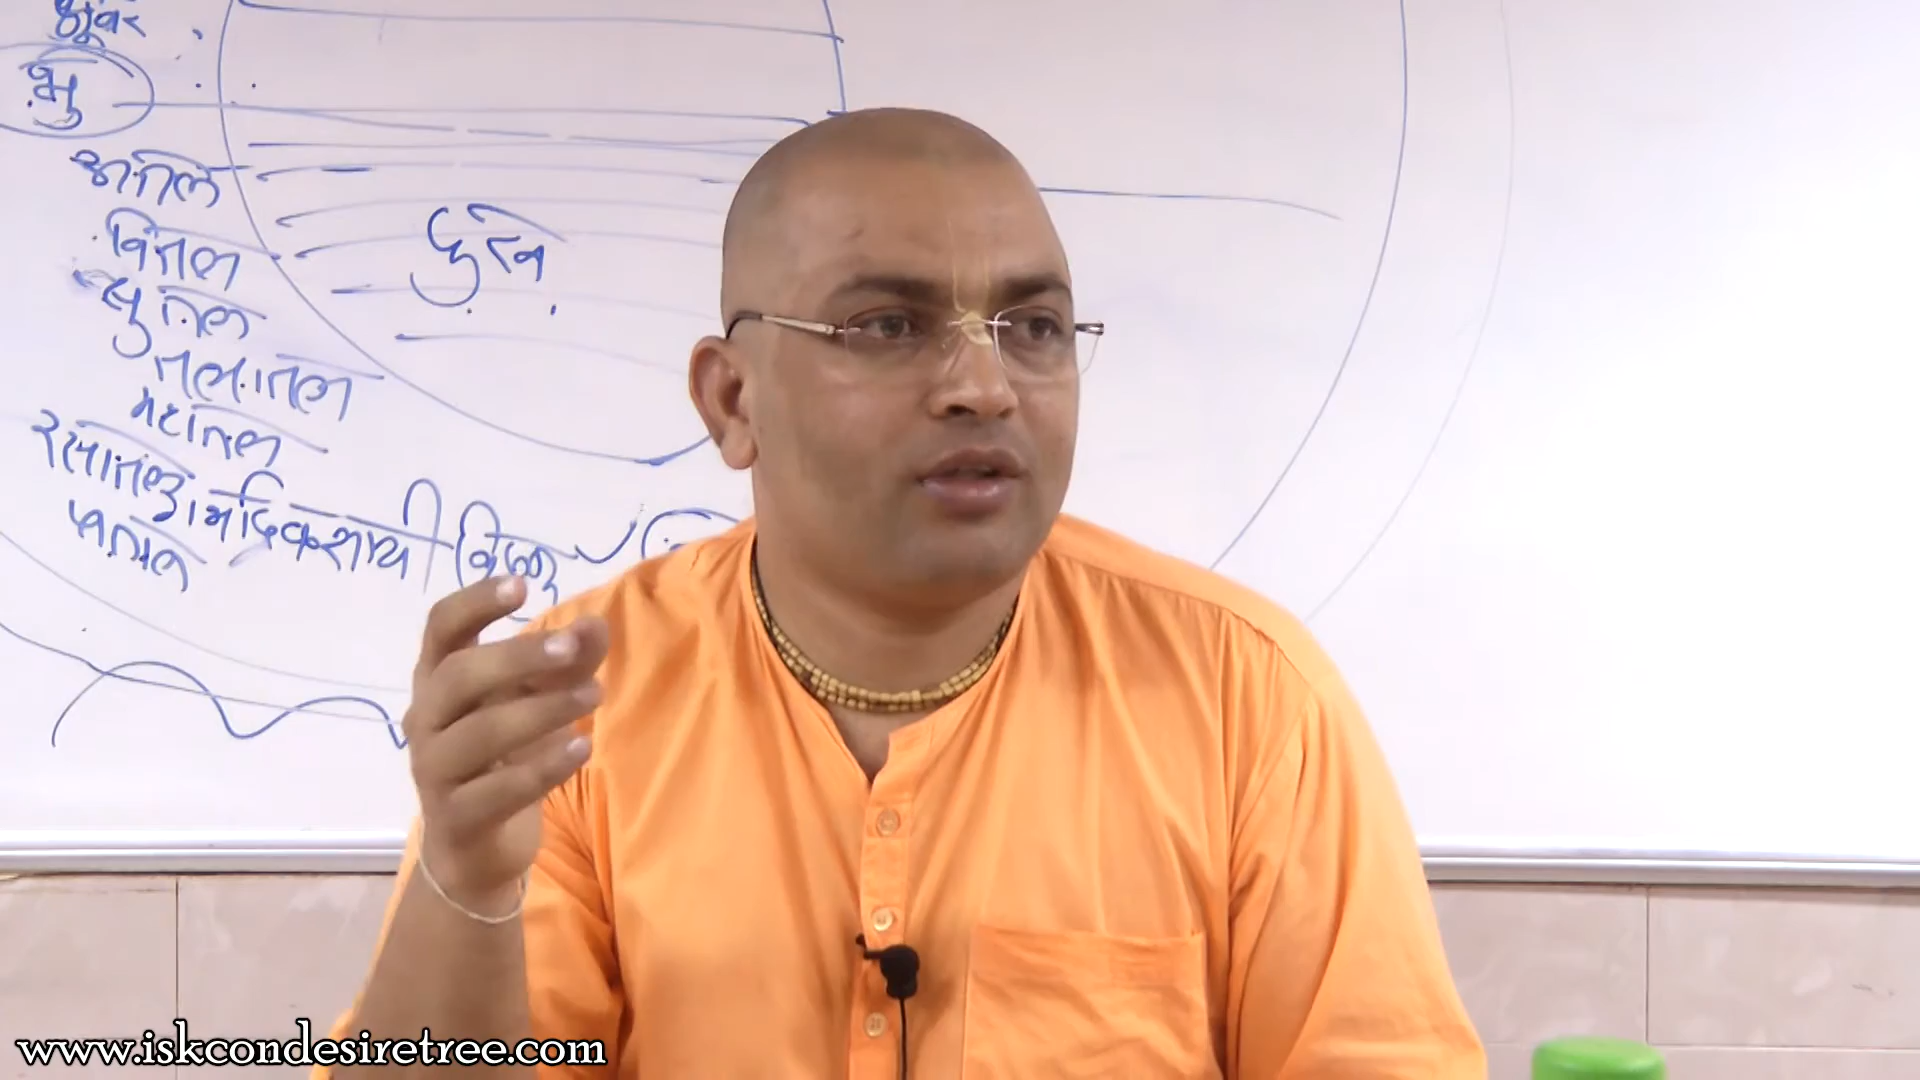 भुवर
भु
अतल
वितल
सुतल
दुःख
तलातल
महातल
रसातल
गर्भोदकशायी विष्णु
पाताल
www.iskcondesiretree.com